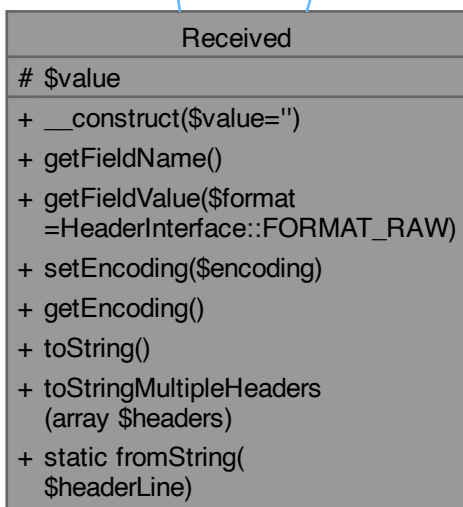 Received
# $value
+ __construct($value='')
+ getFieldName()
+ getFieldValue($format
=HeaderInterface::FORMAT_RAW)
+ setEncoding($encoding)
+ getEncoding()
+ toString()
+ toStringMultipleHeaders
(array $headers)
+ static fromString(
$headerLine)